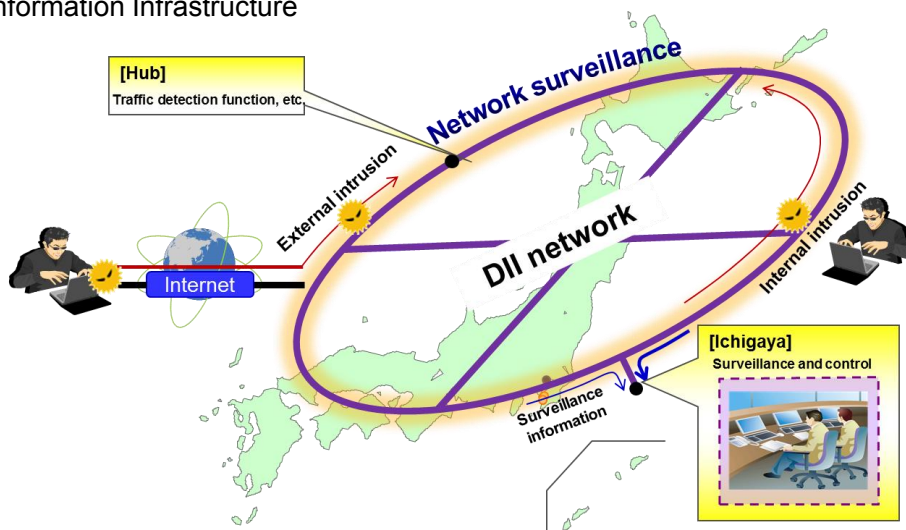 nformation Infrastructure
[Hub]
Traffic detection function, etc.
Network surveillance
External intrusion
DII network
Internal intrusion
Internet
[Ichigaya]
Surveillance and control
Surveillance
information